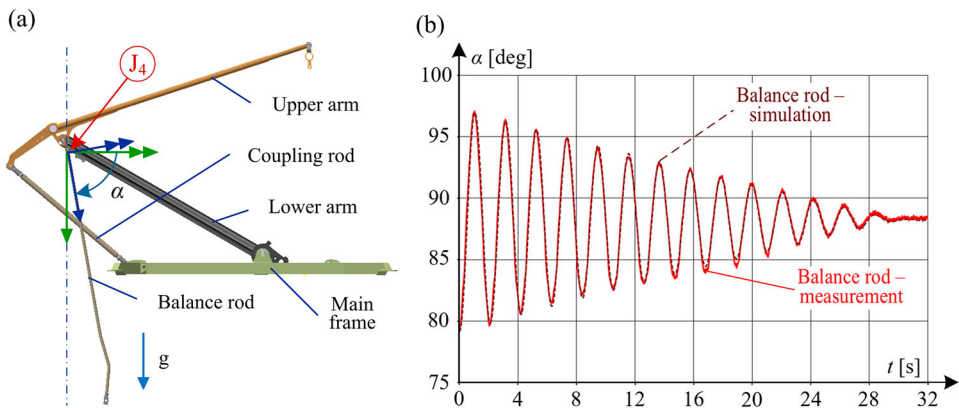 (a)
J4
Upper arm
Coupling rod
α
Lower arm
Balance rod
Main
frame
g
(b)
α [deg]
100
95
90
85
80
75
Balance rod –
simulation
Balance rod –
measurement
t [s]
0 4 8 12 16 20 24 28 32